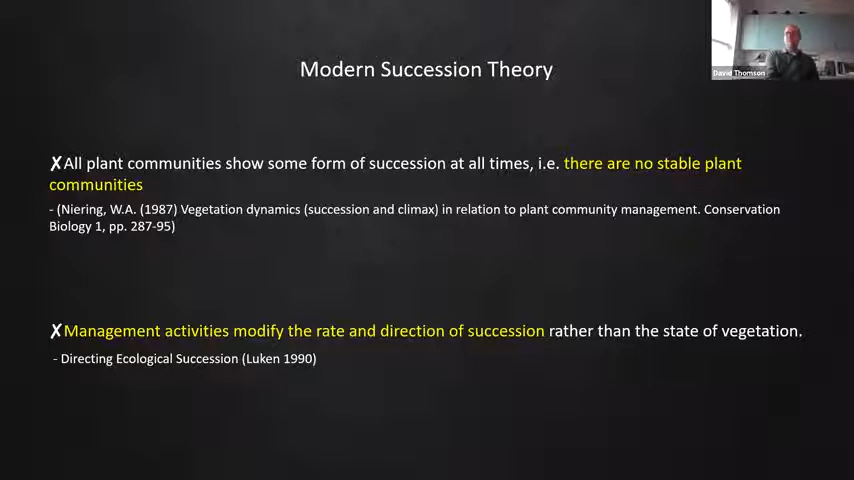 Modern Succession Theory
David Thomson
✗All plant communities show some form of succession at all times, i.e. there are no stable plant
communities
- (Niering, W.A. (1987) Vegetation dynamics (succession and climax) in relation to plant community management. Conservation
Biology 1, pp. 287-95)
✗Management activities modify the rate and direction of succession rather than the state of vegetation.
- Directing Ecological Succession (Luken 1990)